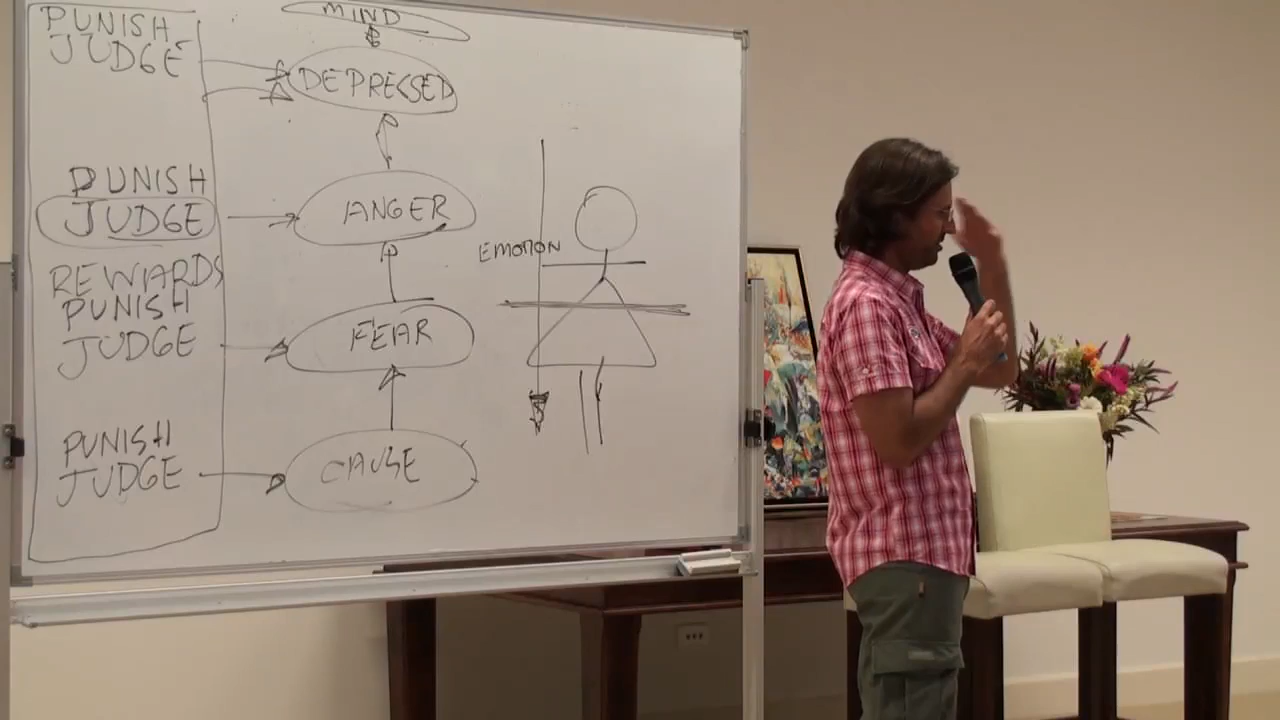 PUNISH
JUDGE
MIND
DEPRESSED
PUNISH
JUDGE
ANGER
EMOTION
REWARDS
PUNISH
JUDGE
FEAR
PUNISH
JUDGE
CAUSE